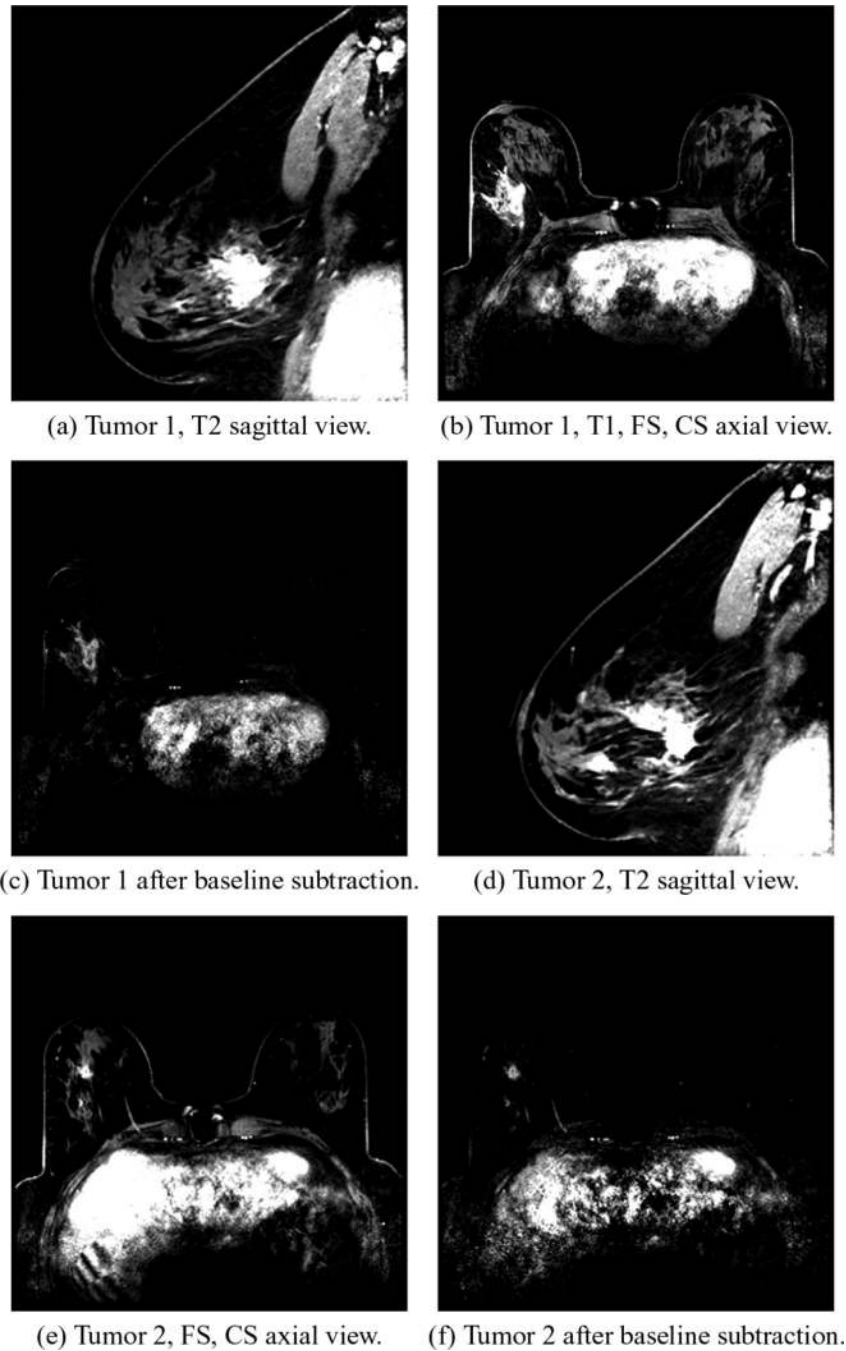 (a) Tumor 1, T2 sagittal view.
(b) Tumor 1, T1, FS, CS axial view.
(c) Tumor 1 after baseline subtraction.
(d) Tumor 2, T2 sagittal view.
(e) Tumor 2, FS, CS axial view.
(f) Tumor 2 after baseline subtraction.